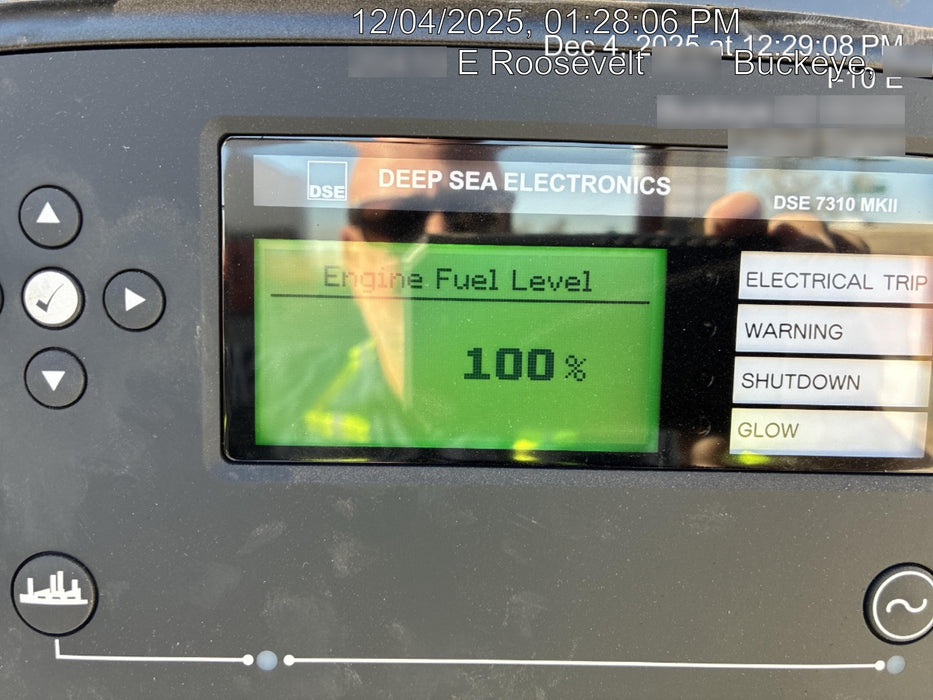 12/04/2025, 01:28:06 PM
Dec 4, 2025 at 12:29:08 PM
E Roosevelt Buckeye,
I-10 E
DSE DEEP SEA ELECTRONICS
DSE 7310 MKII
Engine Fuel Level
100 %
ELECTRICAL TRIP
WARNING
SHUTDOWN
GLOW